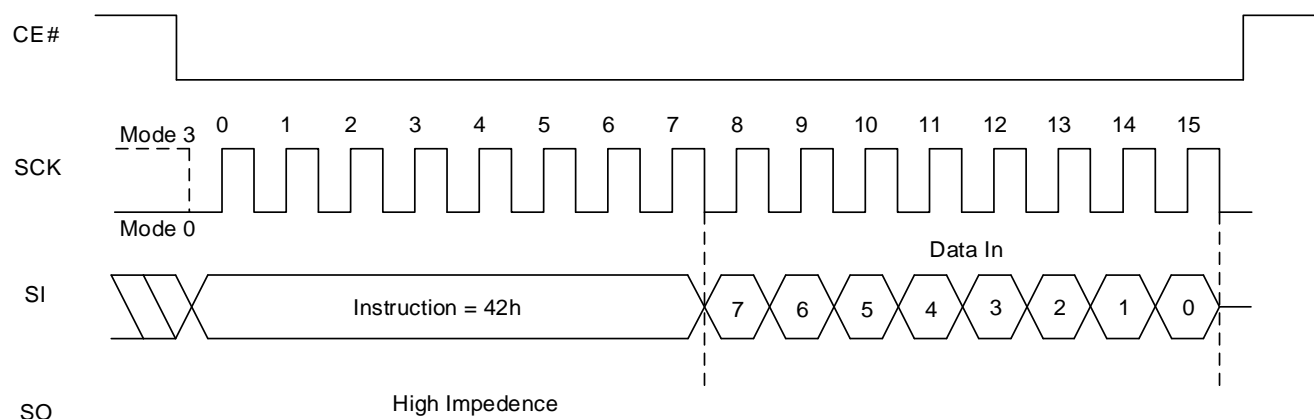 CE#
0 1 2 3 4 5 6 7 8 9 10 11 12 13 14 15
Mode 3
SCK
Mode 0
Data In
SI
Instruction = 42h
7 6 5 4 3 2 1 0
High Impedence
SO